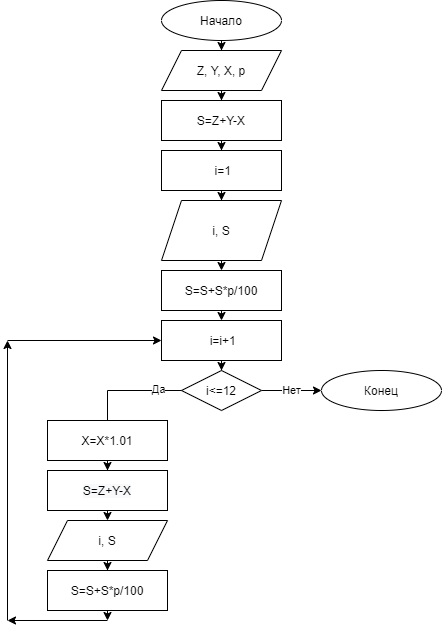 Начало
Z, Y, X, p
S=Z+Y-X
i=1
i, S
S=S+S*p/100
i=i+1
i<=12
Да
Нет
Конец
X=X*1.01
S=Z+Y-X
i, S
S=S+S*p/100